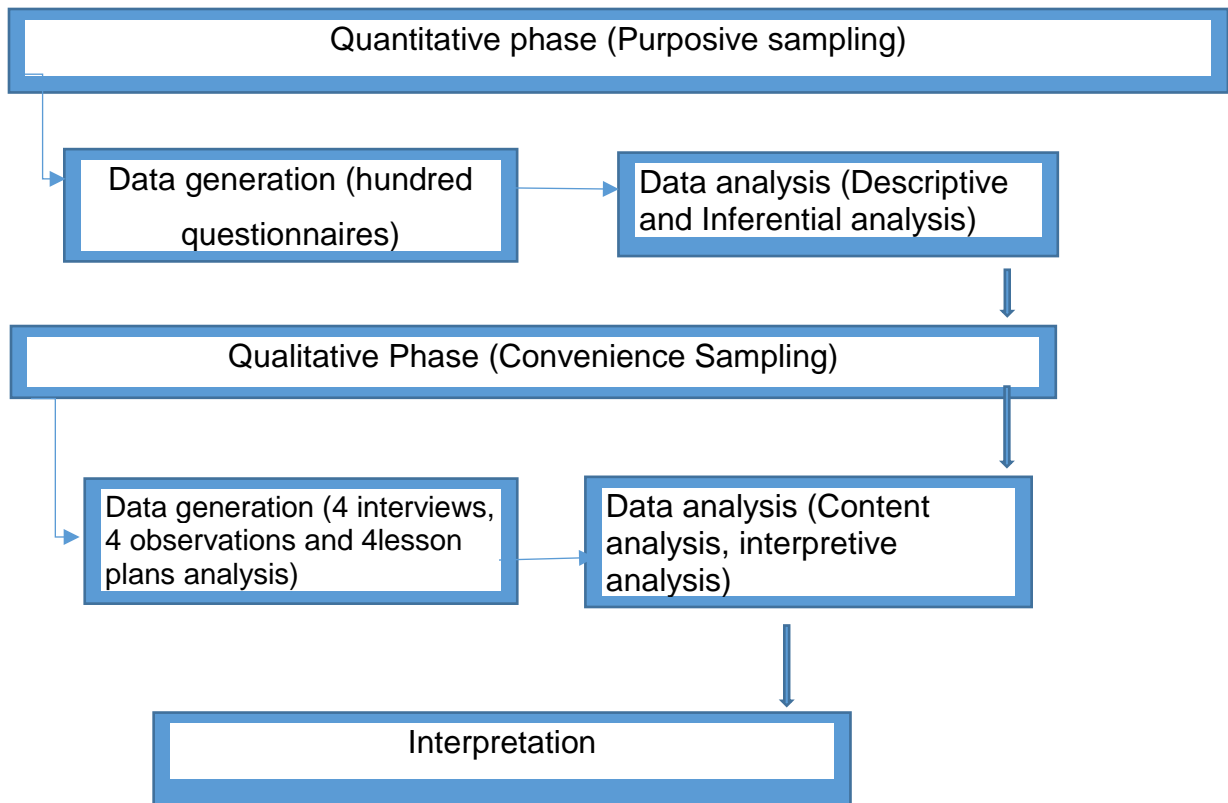 Quantitative phase (Purposive sampling)
Data generation (hundred
questionnaires)
Data analysis (Descriptive
and Inferential analysis)
Qualitative Phase (Convenience Sampling)
Data generation (4 interviews,
4 observations and 4lesson
plans analysis)
Data analysis (Content
analysis, interpretive
analysis)
Interpretation